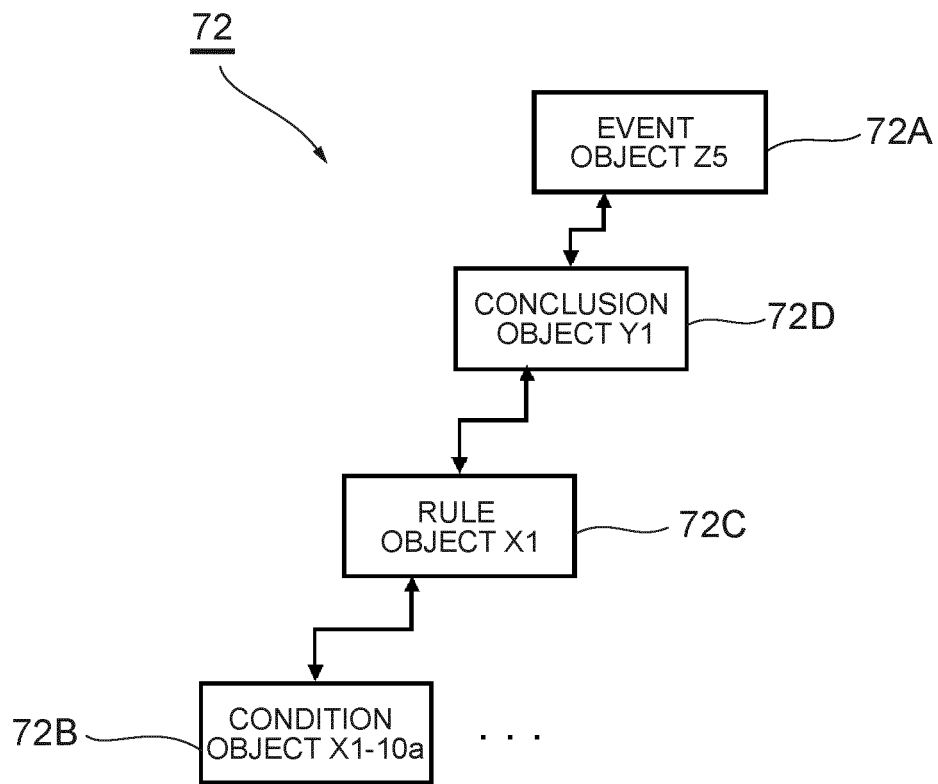 72
EVENT
OBJECT Z5
72A
CONCLUSION
OBJECT Y1
72D
RULE
OBJECT X1
72C
CONDITION
OBJECT X1-10a
72B
. . .